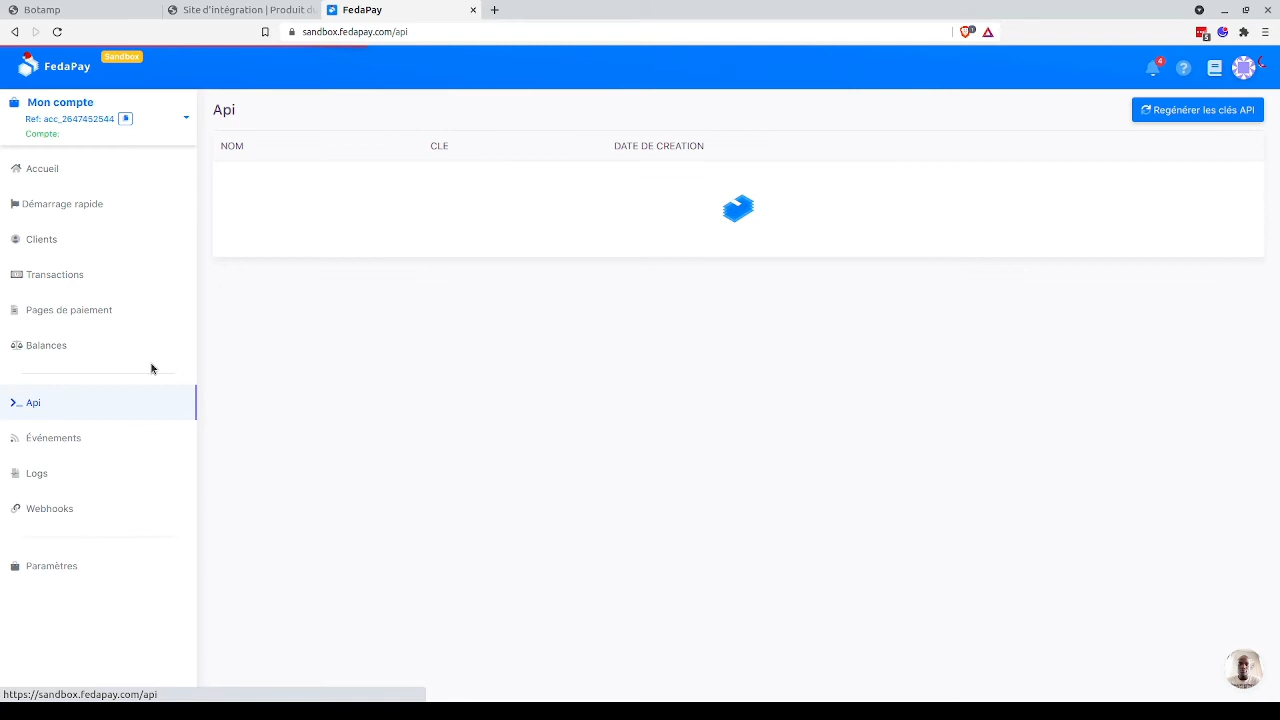 Botamp
Site d'intégration | Produit du
FedaPay
sandbox.fedapay.com/api
FedaPay
Sandbox
4
Mon compte
Ref: acc_2647452544
Compte:
Accueil
Démarrage rapide
Clients
Transactions
Pages de paiement
Balances
Api
Événements
Logs
Webhooks
Paramètres
Api
Regénérer les clés API
NOM
CLE
DATE DE CREATION
https://sandbox.fedapay.com/api